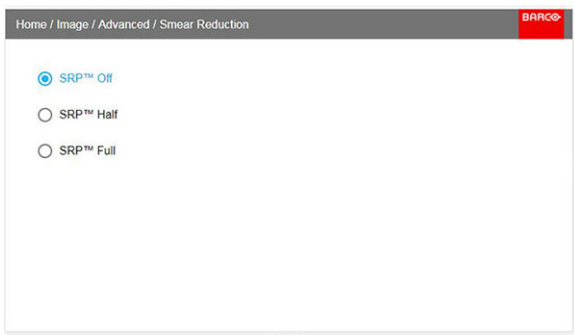 Home / Image / Advanced / Smear Reduction
BARCO
SRP™ Off
SRP™ Half
SRP™ Full